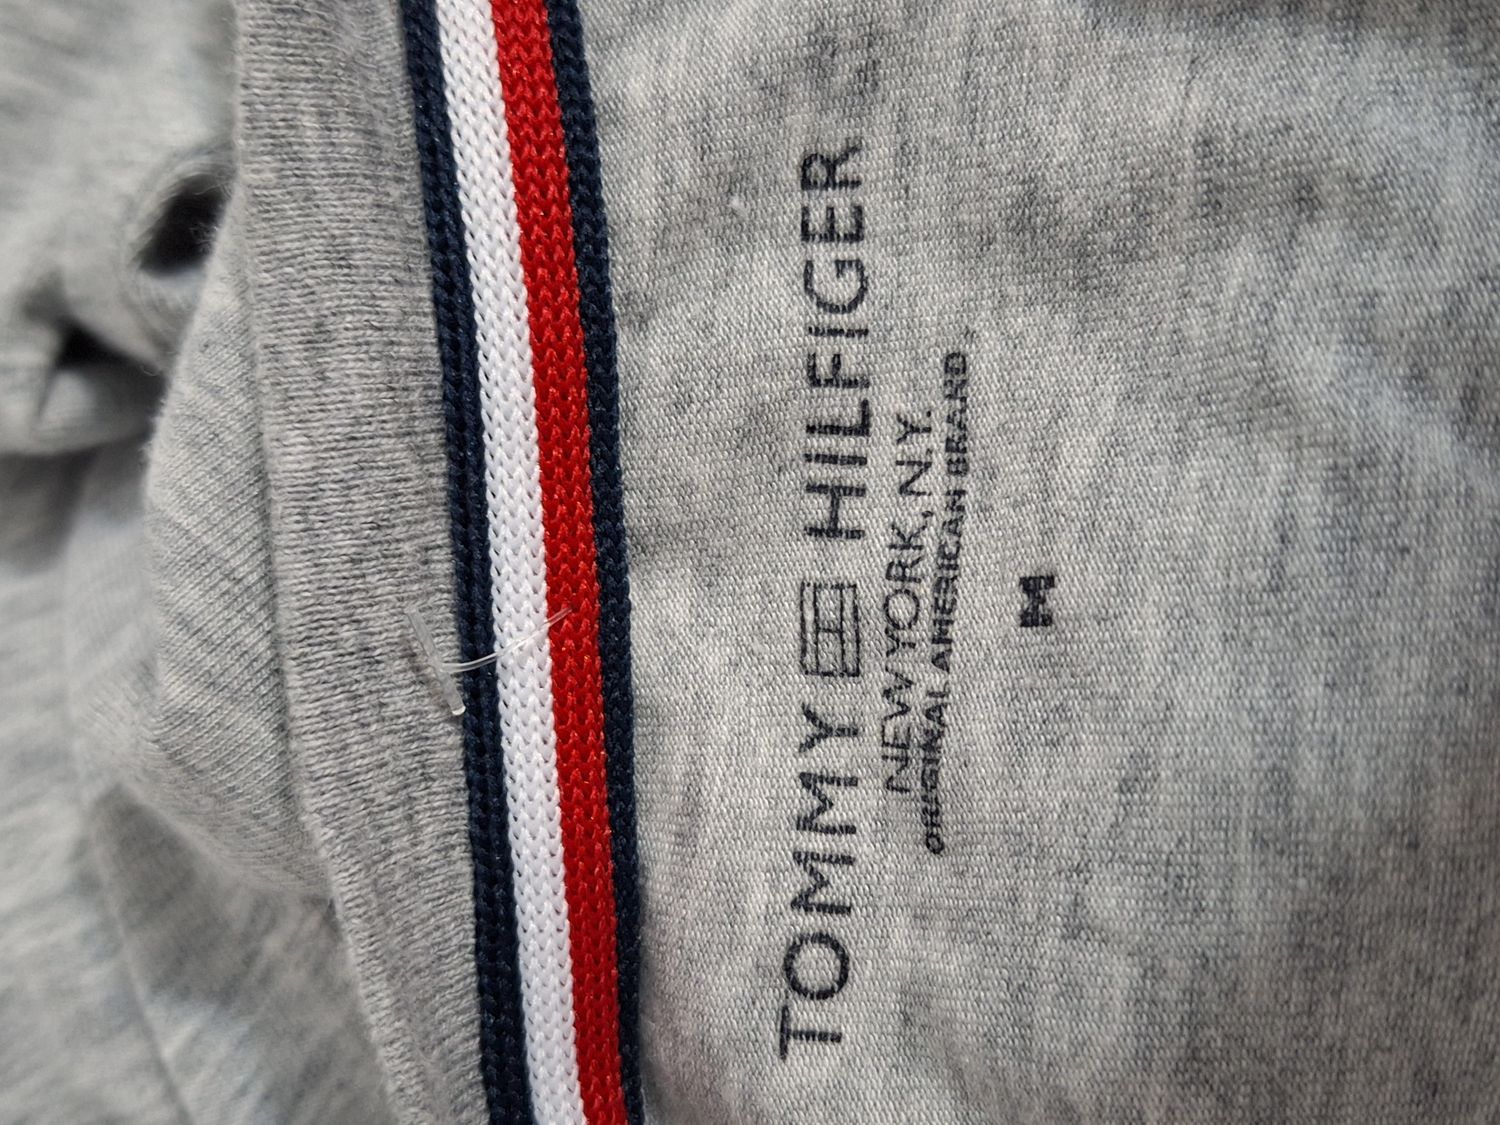 TOMMY HILFIGER
NEW YORK, N.Y.
ORIGINAL AMERICAN BRAND
M